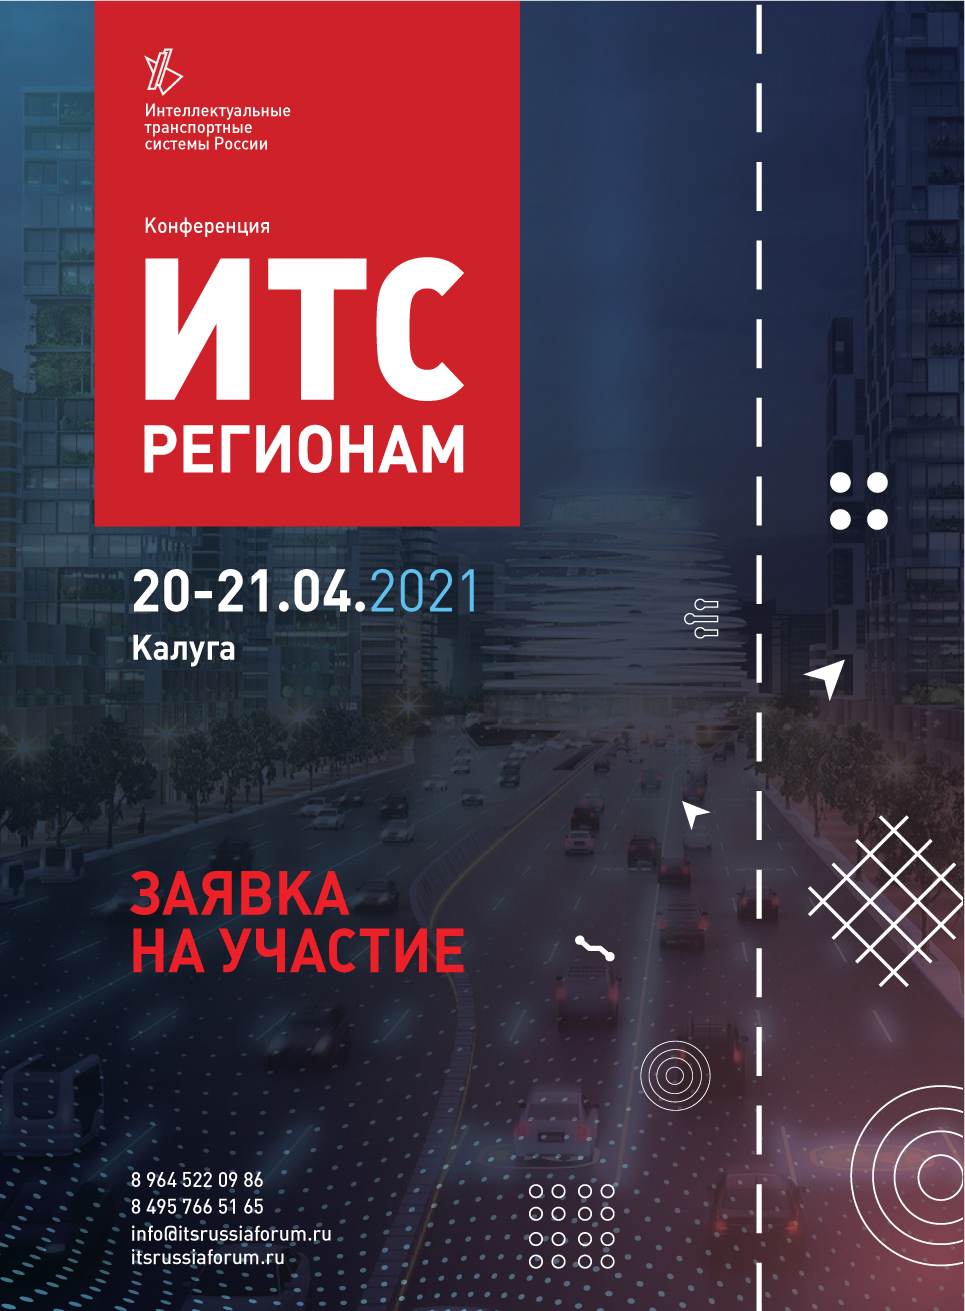 Интеллектуальные
транспортные
системы России
Конференция
ИТС
РЕГИОНАМ
20-21.04.2021
Калуга
ЗАЯВКА
НА УЧАСТИЕ
8 964 522 09 86
8 495 766 51 65
info@itsrussiaforum.ru
itsrussiaforum.ru